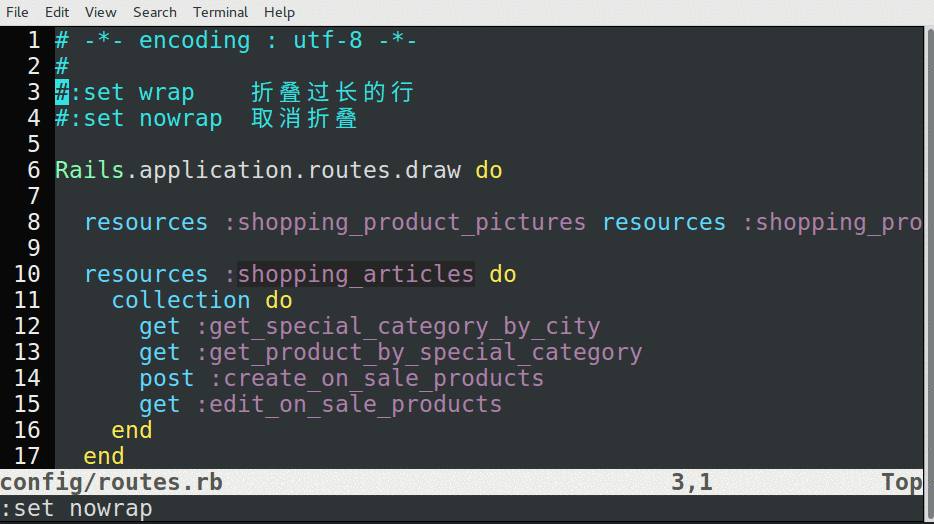 File Edit View Search Terminal Help
1 # -*- encoding : utf-8 -*-
2 #
3 #:set wrap    折叠过长的行
4 #:set nowrap  取消折叠
5
6 Rails.application.routes.draw do
7
8   resources :shopping_product_pictures resources :shopping_pro
9
10   resources :shopping_articles do
11     collection do
12       get :get_special_category_by_city
13       get :get_product_by_special_category
14       post :create_on_sale_products
15       get :edit_on_sale_products
16     end
17   end
config/routes.rb 3,1 Top
:set nowrap